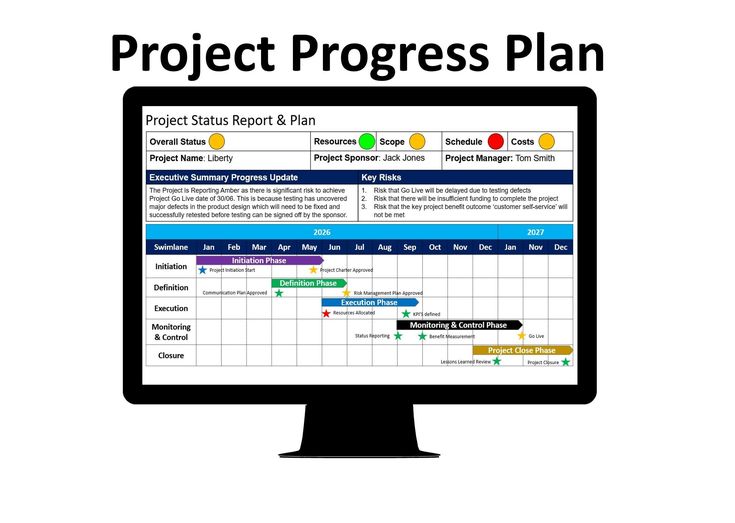 Project Progress Plan
Project Status Report & Plan
Overall Status
Resources
Scope
Schedule
Costs
Project Name: Liberty
Project Sponsor: Jack Jones
Project Manager: Tom Smith
Executive Summary Progress Update
Key Risks
The Project is Reporting Amber as there is significant risk to achieve
Project Go Live date of 30/06. This is because testing has uncovered
major defects in the product design which will need to be fixed and
successfully retested before testing can be signed off by the sponsor.
1. Risk that Go Live will be delayed due to testing defects
2. Risk that there will be insufficient funding to complete the project
3. Risk that the key project benefit outcome 'customer self-service' will
not be met
2026
2027
Swimlane Jan Feb Mar Apr May Jun Jul Aug Sep Oct Nov Dec Jan Nov Dec
Initiation
Initiation Phase
Project Initiation Start
Project Charter Approved
Definition
Definition Phase
Communication Plan Approved
Risk Management Plan Approved
Execution
Execution Phase
Resources Allocated
KPI'S defined
Monitoring
& Control
Monitoring & Control Phase
Status Reporting
Benefit Measurement
Go Live
Closure
Project Close Phase
Lessons Learned Review
Project Closure